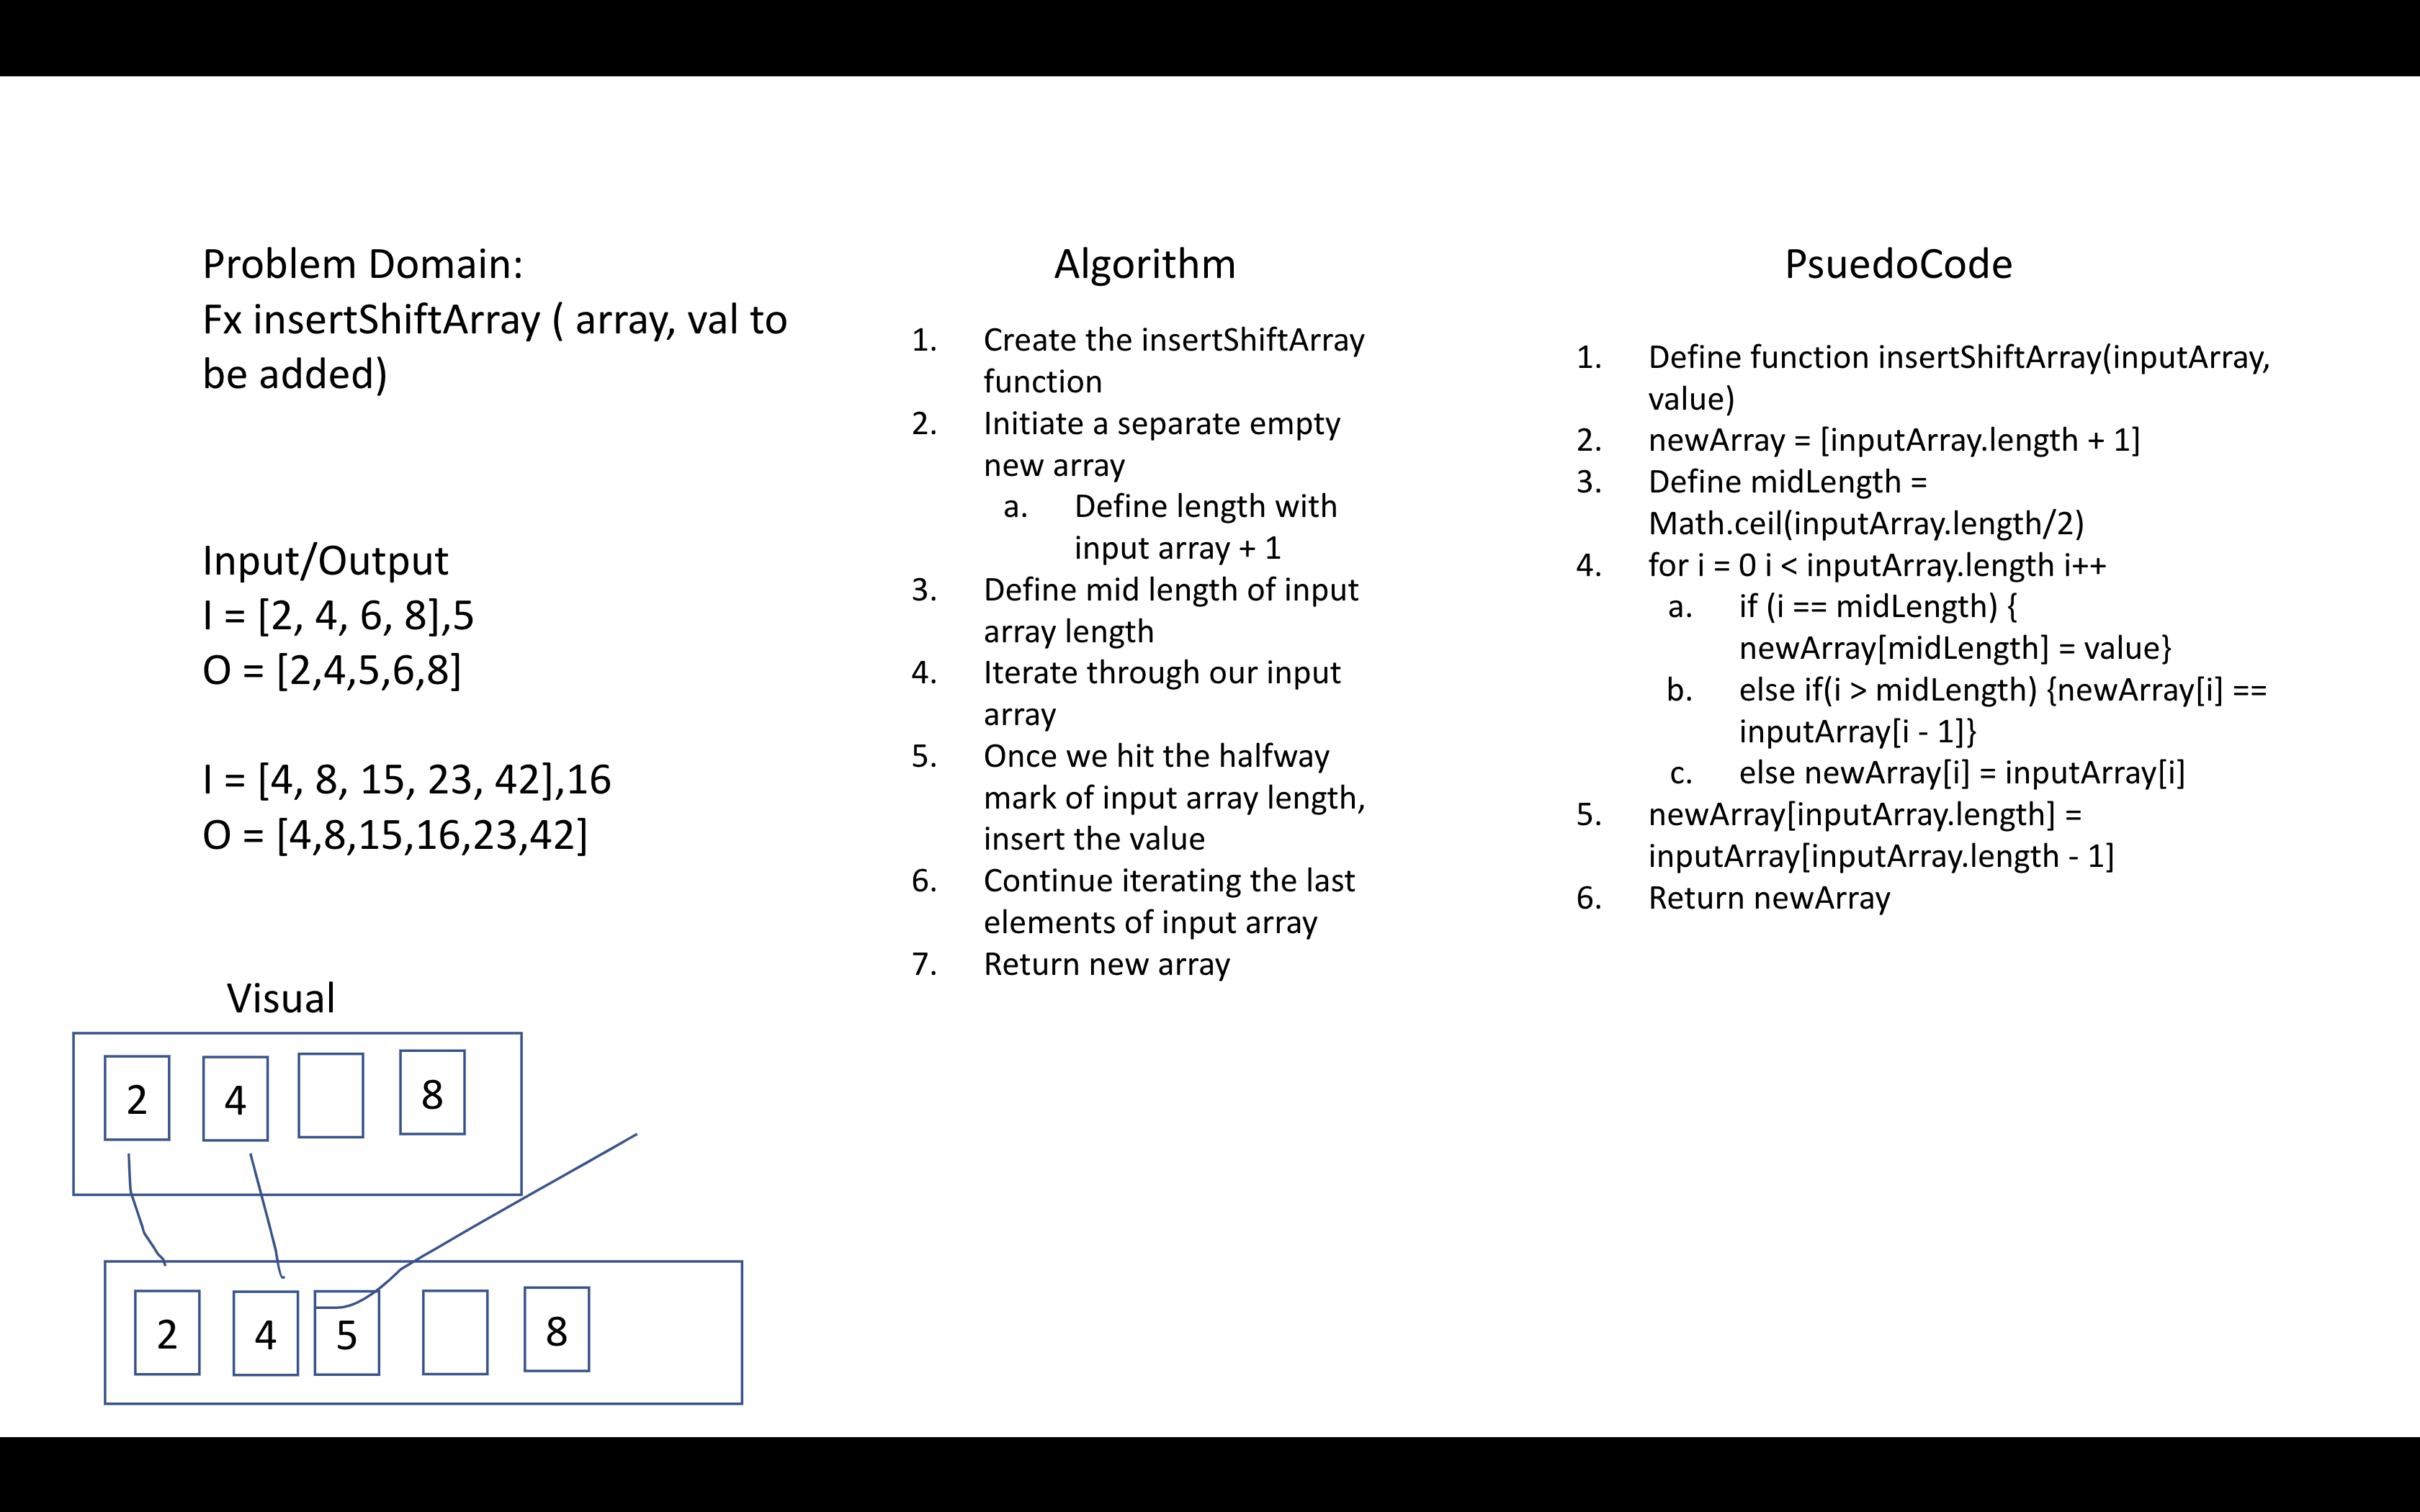 Problem Domain:
Fx insertShiftArray ( array, val to
be added)
Input/Output
I = [2, 4, 6, 8],5
O = [2,4,5,6,8]
I = [4, 8, 15, 23, 42],16
O = [4,8,15,16,23,42]
Visual
2 4 8
2 4 5 8
Algorithm
1. Create the insertShiftArray
function
2. Initiate a separate empty
new array
a. Define length with
input array + 1
3. Define mid length of input
array length
4. Iterate through our input
array
5. Once we hit the halfway
mark of input array length,
insert the value
6. Continue iterating the last
elements of input array
7. Return new array
PsuedoCode
1. Define function insertShiftArray(inputArray,
value)
2. newArray = [inputArray.length + 1]
3. Define midLength =
Math.ceil(inputArray.length/2)
4. for i = 0 i < inputArray.length i++
a. if (i == midLength) {
newArray[midLength] = value}
b. else if(i > midLength) {newArray[i] ==
inputArray[i - 1]}
c. else newArray[i] = inputArray[i]
5. newArray[inputArray.length] =
inputArray[inputArray.length - 1]
6. Return newArray